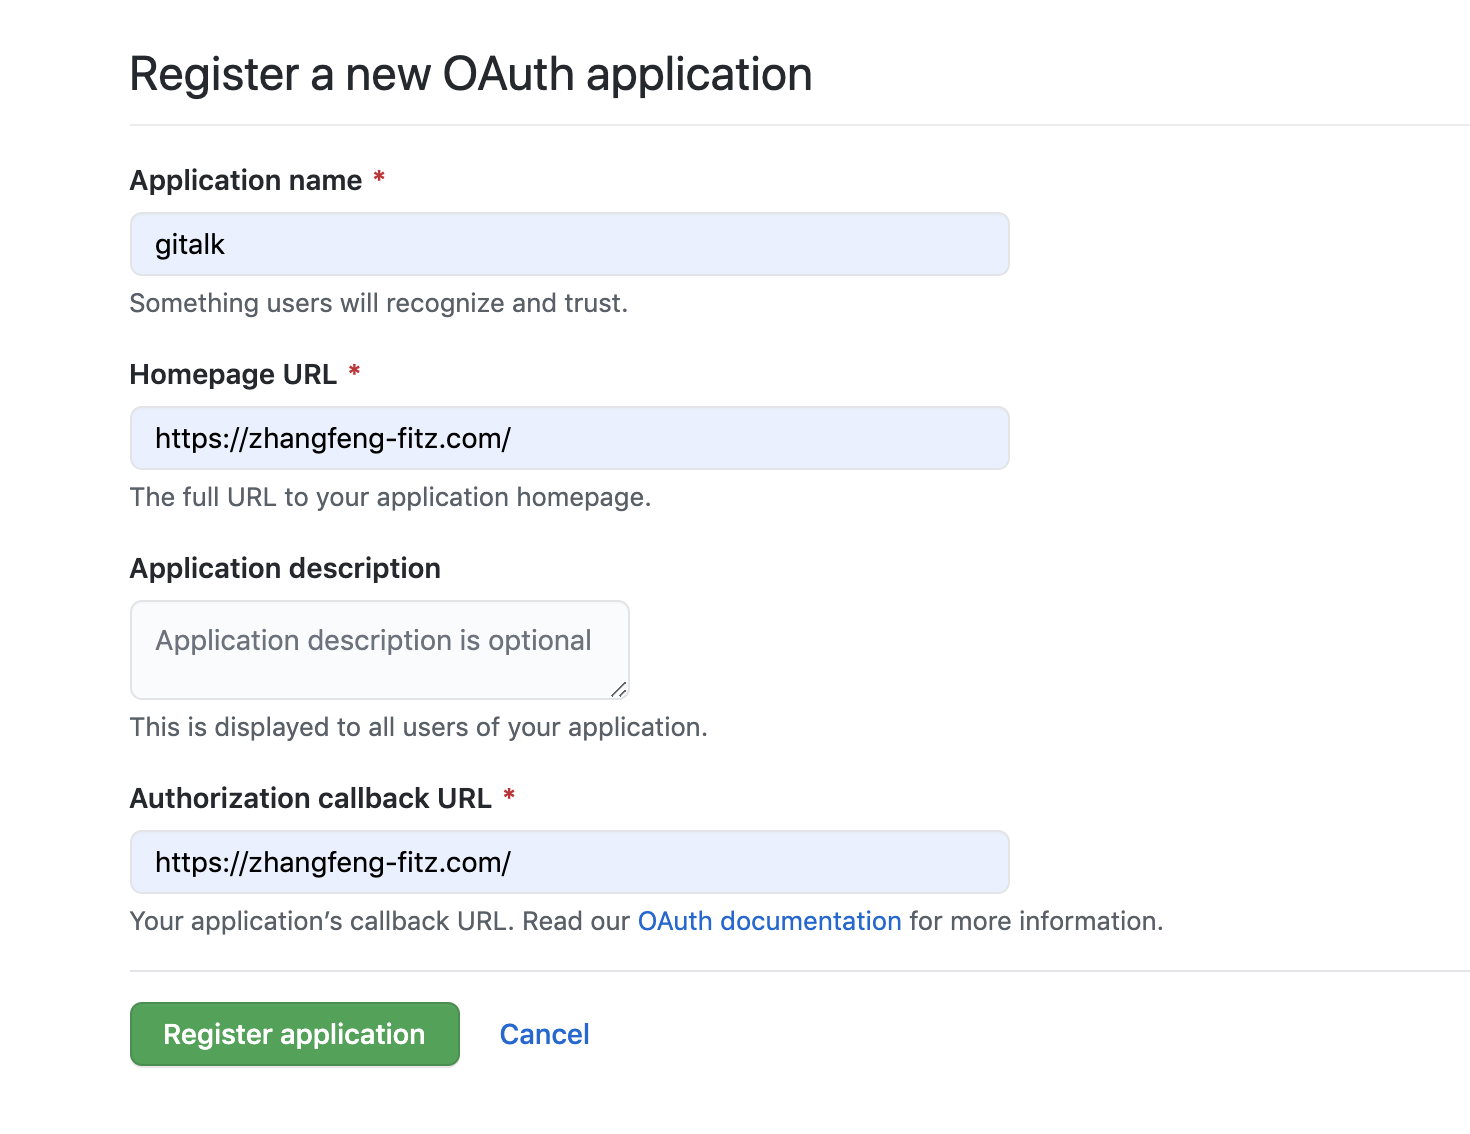 Register a new OAuth application
Application name *
gitalk
Something users will recognize and trust.
Homepage URL *
https://zhangfeng-fitz.com/
The full URL to your application homepage.
Application description
Application description is optional
This is displayed to all users of your application.
Authorization callback URL *
https://zhangfeng-fitz.com/
Your application’s callback URL. Read our OAuth documentation for more information.
Register application Cancel